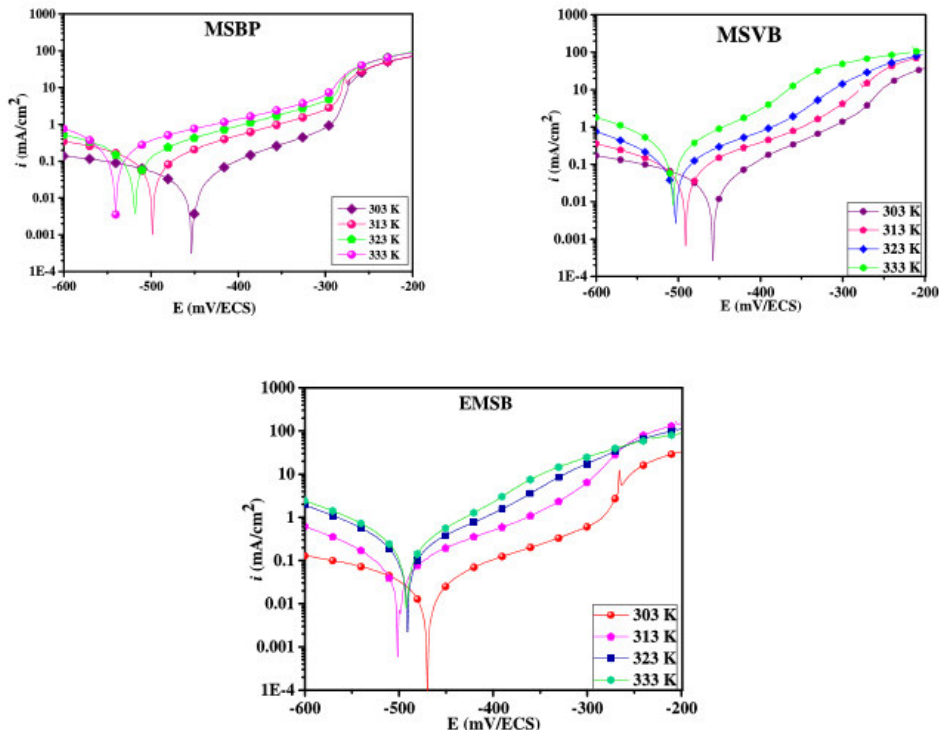 MSBP
1000
100
10
1
0.1
0.01
0.001
1E-4
i (mA/cm²)
303 K
313 K
323 K
333 K
-600 -500 -400 -300 -200
E (mV/ECS)
MSVB
1000
100
10
1
0.1
0.01
0.001
1E-4
i (mA/cm²)
303 K
313 K
323 K
333 K
-600 -500 -400 -300 -200
E (mV/ECS)
EMSB
1000
100
10
1
0.1
0.01
0.001
1E-4
i (mA/cm²)
303 K
313 K
323 K
333 K
-600 -500 -400 -300 -200
E (mV/ECS)